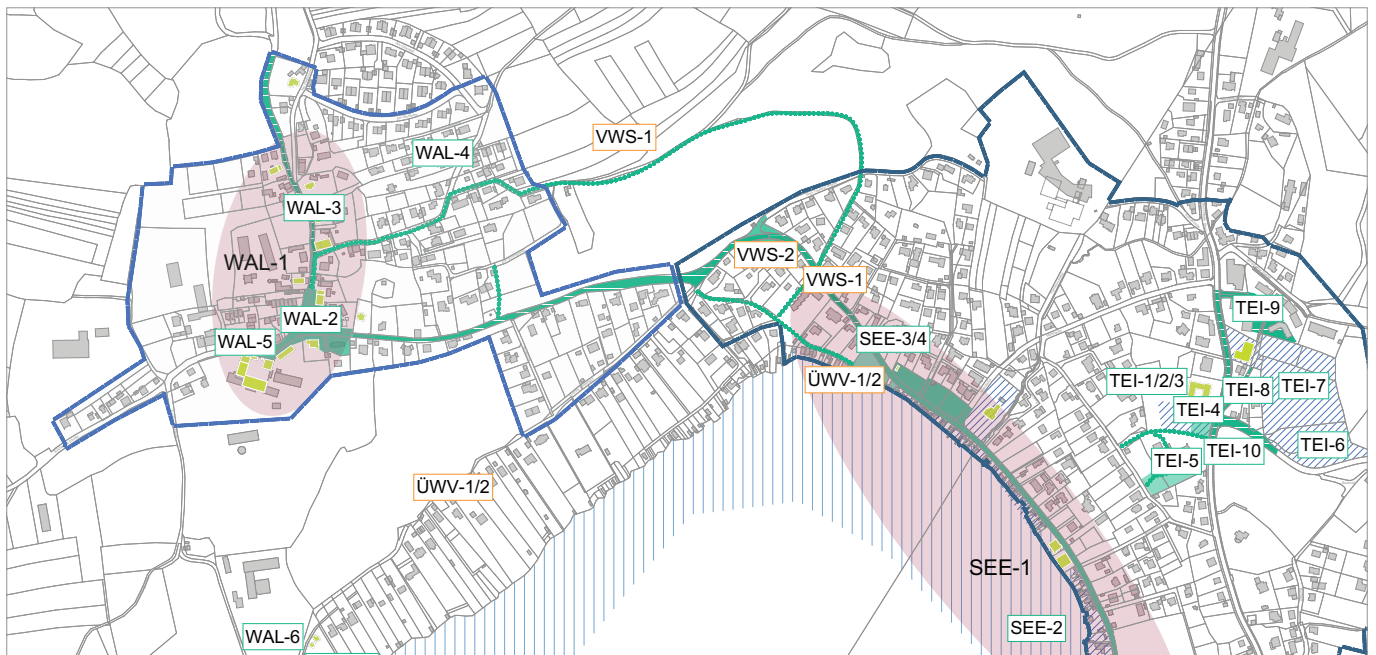 VWS-1
WAL-4
WAL-3
WAL-1
VWS-2
VWS-1
WAL-2
TEI-9
WAL-5
SEE-3/4
ÜWV-1/2
TEI-1/2/3
TEI-8
TEI-7
TEI-4
TEI-6
TEI-10
TEI-5
ÜWV-1/2
SEE-1
SEE-2
WAL-6